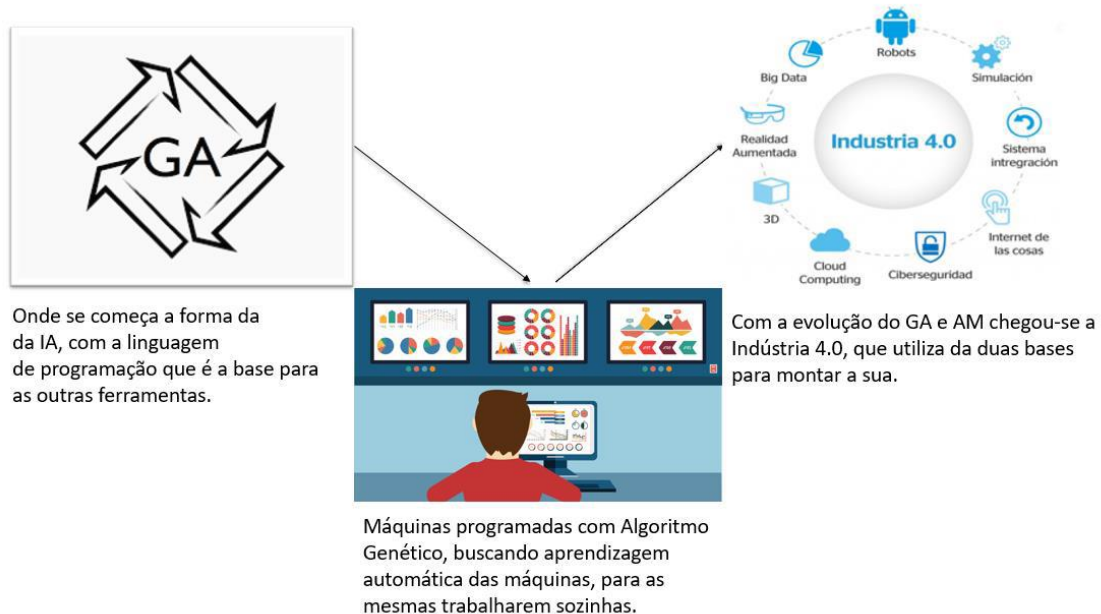 GA
Onde se começa a forma da
da IA, com a linguagem
de programação que é a base para
as outras ferramentas.
Máquinas programadas com Algoritmo
Genético, buscando aprendizagem
automática das máquinas, para as
mesmas trabalharem sozinhas.
Robots
Big Data
Simulación
Realidad
Aumentada
Industria 4.0
Sistema
intregración
3D
Internet de
las cosas
Cloud
Computing
Ciberseguridad
Com a evolução do GA e AM chegou-se a
Indústria 4.0, que utiliza da duas bases
para montar a sua.